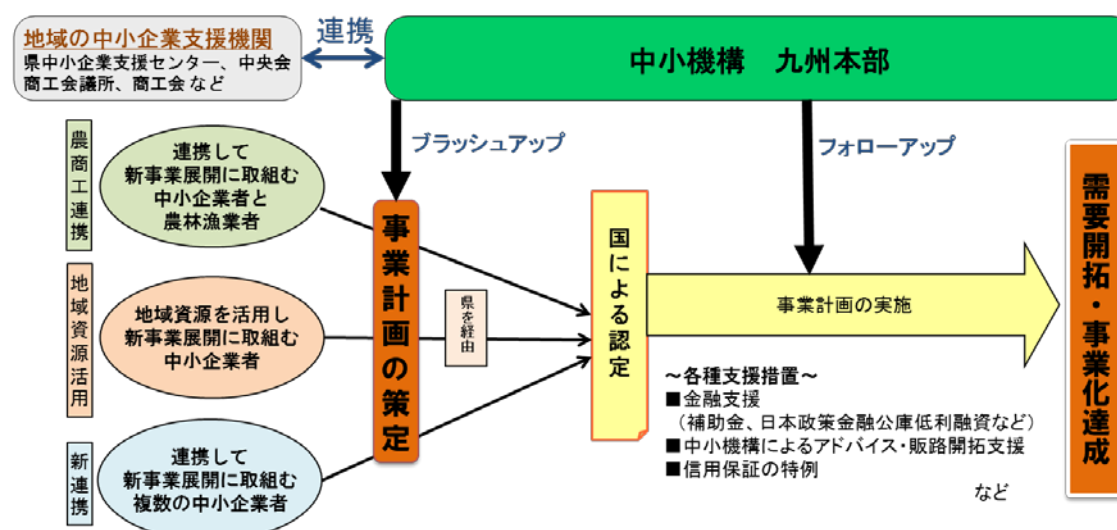 地域の中小企業支援機関
県中小企業支援センター、中央会
商工会議所、商工会 など
連携
中小機構　九州本部
ブラッシュアップ
フォローアップ
農商工連携
連携して
新事業展開に取組む
中小企業者と
農林漁業者
地域資源活用
地域資源を活用し
新事業展開に取組む
中小企業者
新連携
連携して
新事業展開に取組む
複数の中小企業者
事業計画の策定
県を経由
国による認定
事業計画の実施
～各種支援措置～
■金融支援
（補助金、日本政策金融公庫低利融資など）
■中小機構によるアドバイス・販路開拓支援
■信用保証の特例
など
需要開拓・事業化達成